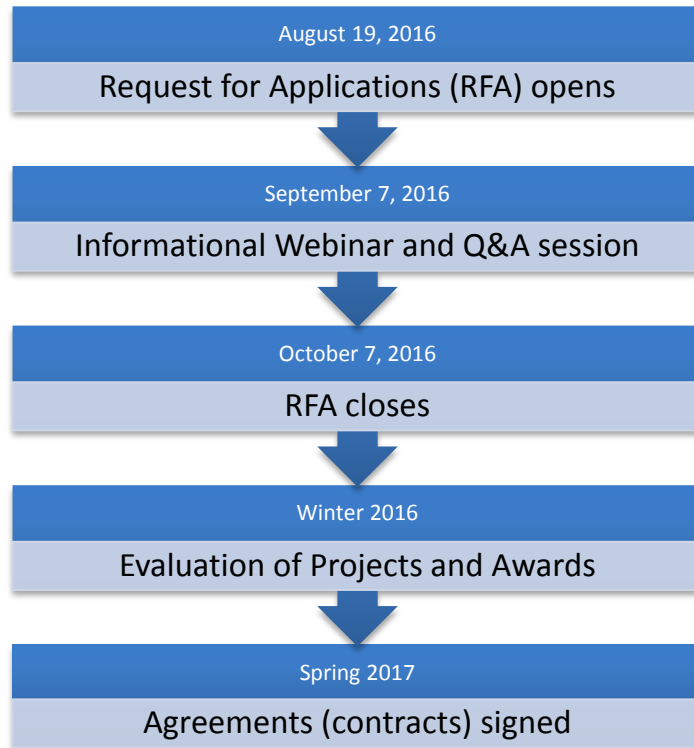 August 19, 2016
Request for Applications (RFA) opens
September 7, 2016
Informational Webinar and Q&A session
October 7, 2016
RFA closes
Winter 2016
Evaluation of Projects and Awards
Spring 2017
Agreements (contracts) signed